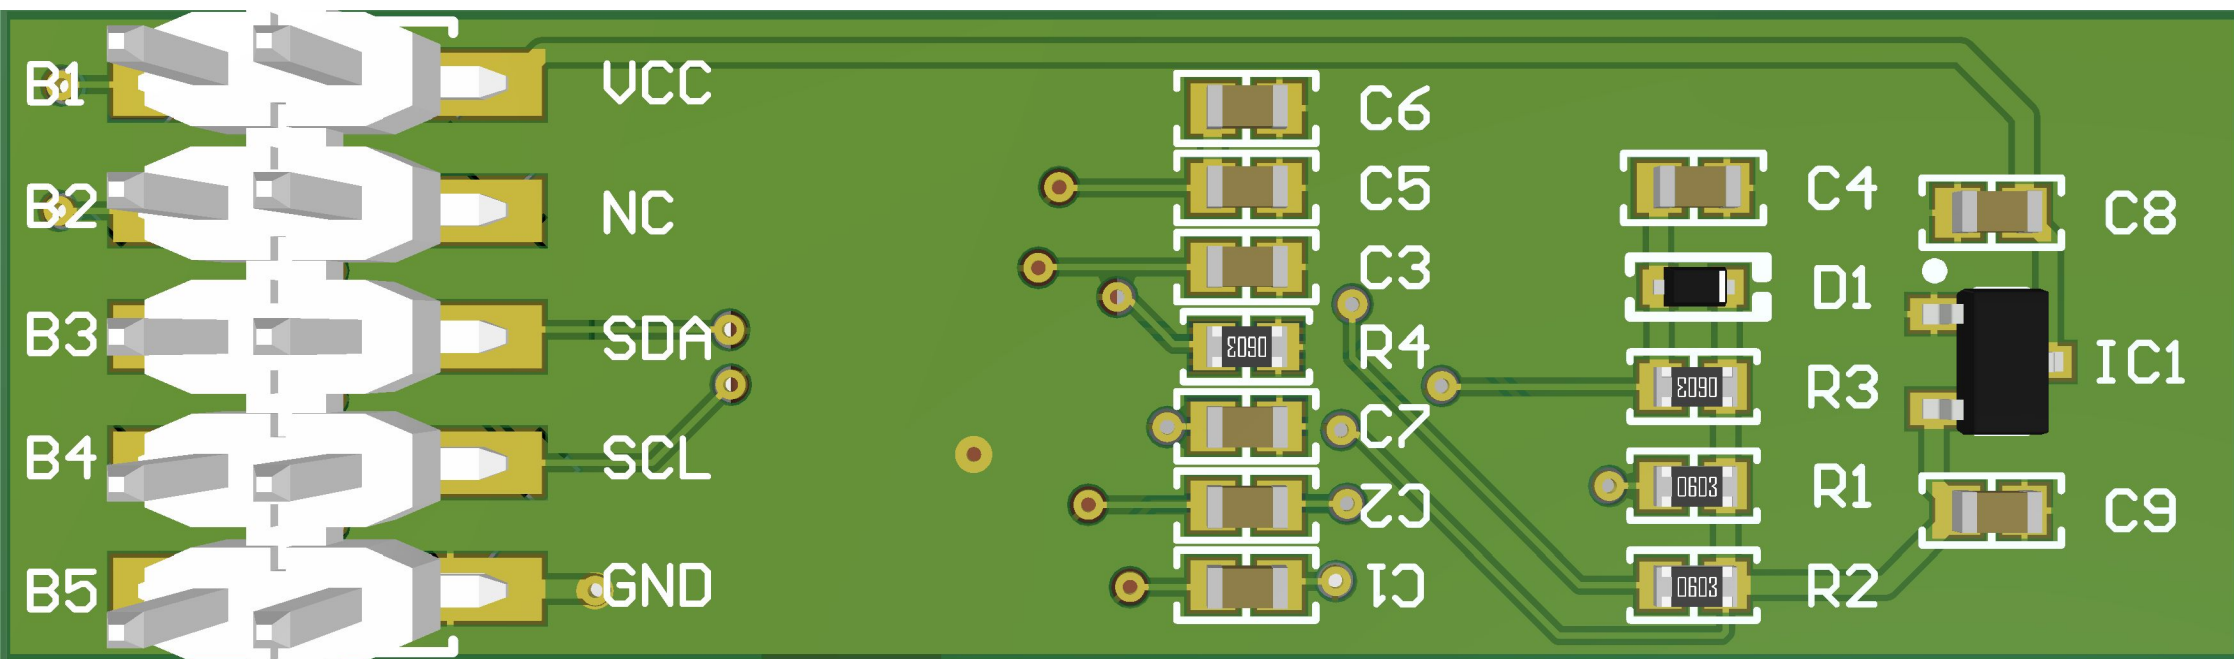 B1
VCC
C6
C5
C4
B2
NC
C8
C3
D1
B3
SDA
0603
R4
IC1
0603
R3
C7
B4
SCL
0603
R1
C2
C9
B5
GND
C1
0603
R2